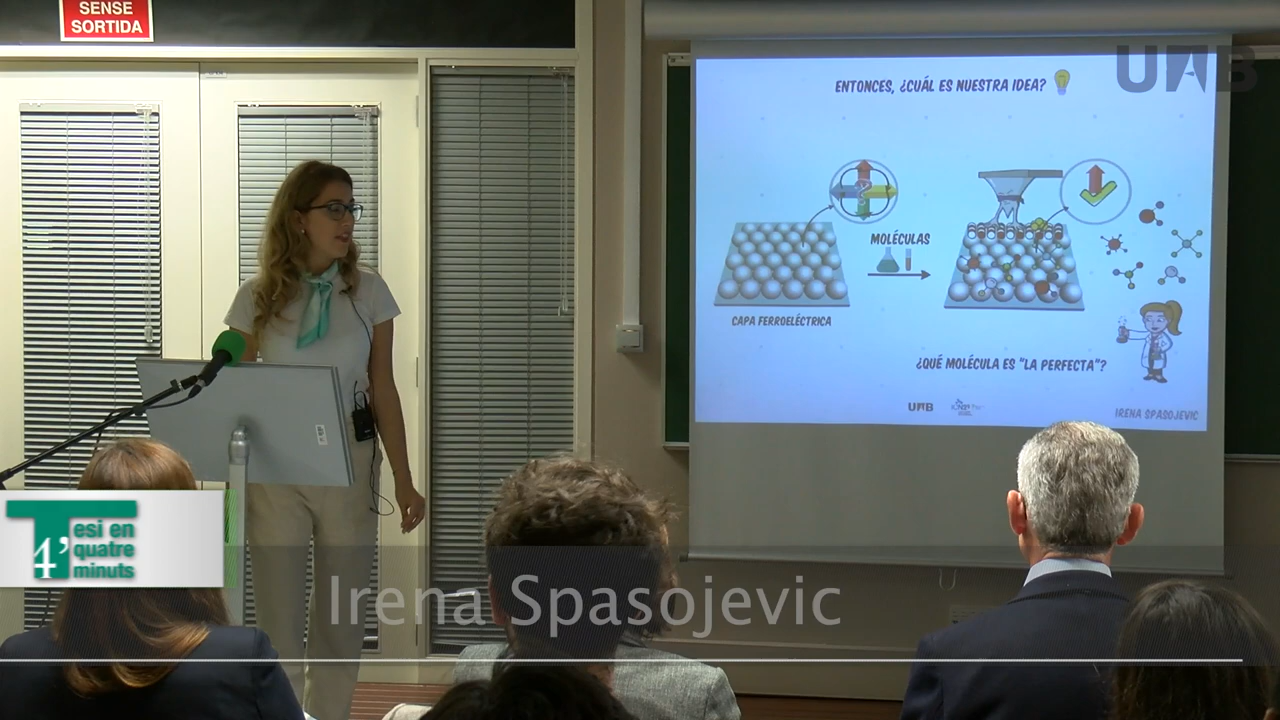 SENSE
SORTIDA
UAB
ENTONCES, ¿CUÁL ES NUESTRA IDEA?
MOLÉCULAS
CAPA FERROELÉCTRICA
¿QUÉ MOLÉCULA ES "LA PERFECTA"?
UAB
IRENA SPASOJEVIC
Tesi en
quatre
4' minuts
Irena Spasojevic